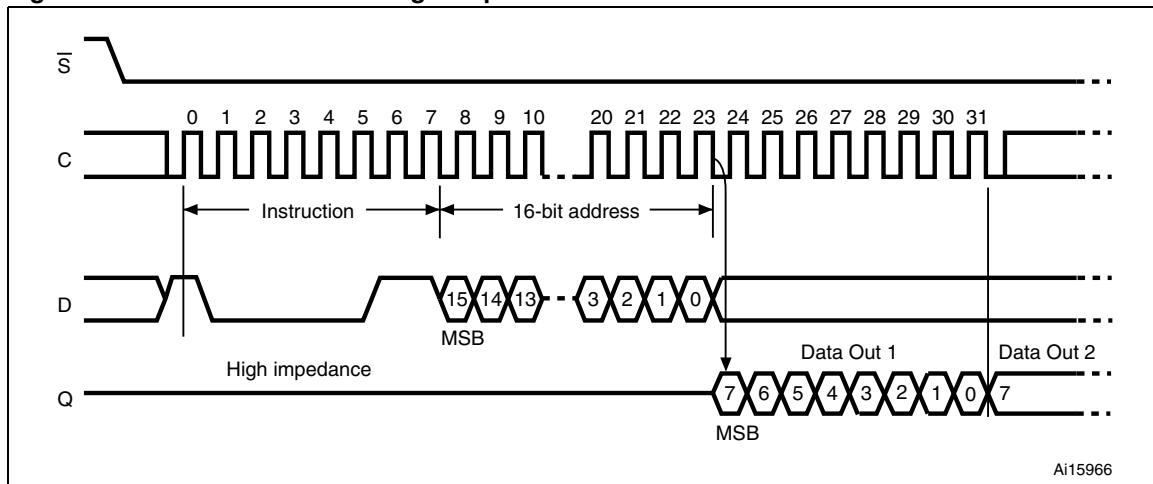 S
0 1 2 3 4 5 6 7 8 9 10 20 21 22 23 24 25 26 27 28 29 30 31
C
Instruction 16-bit address
D
15 14 13 3 2 1 0
MSB
High impedance Data Out 1 Data Out 2
Q
7 6 5 4 3 2 1 0 7
MSB
Ai15966